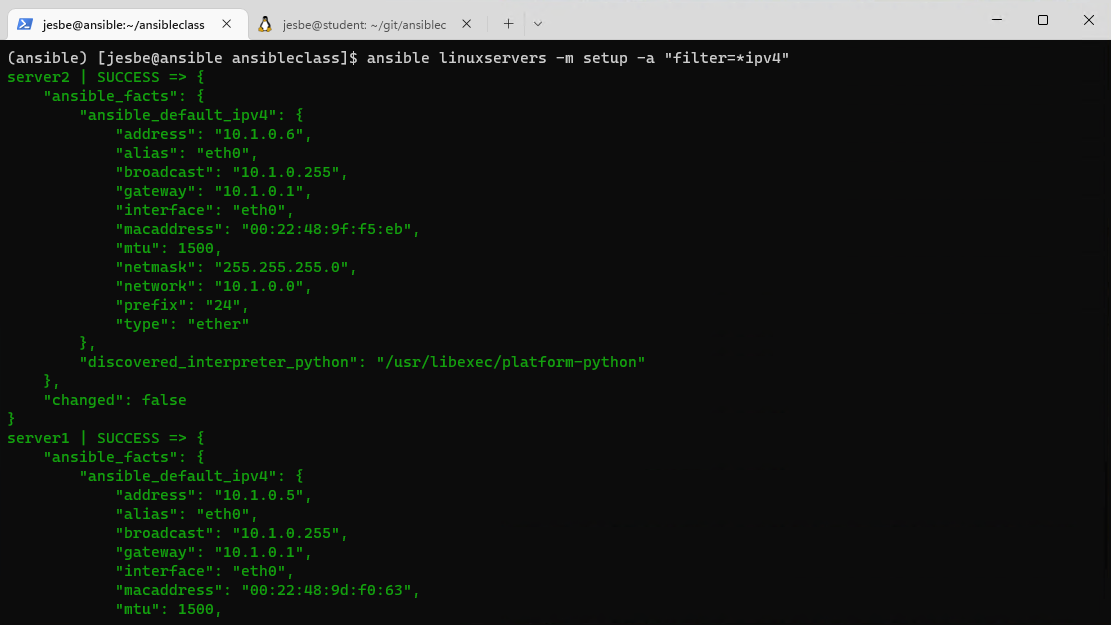 jesbe@ansible:~/ansibleclass
jesbe@student: ~/git/ansiblec
(ansible) [jesbe@ansible ansibleclass]$ ansible linuxservers -m setup -a "filter=*ipv4"
server2 | SUCCESS => {
    "ansible_facts": {
        "ansible_default_ipv4": {
            "address": "10.1.0.6",
            "alias": "eth0",
            "broadcast": "10.1.0.255",
            "gateway": "10.1.0.1",
            "interface": "eth0",
            "macaddress": "00:22:48:9f:f5:eb",
            "mtu": 1500,
            "netmask": "255.255.255.0",
            "network": "10.1.0.0",
            "prefix": "24",
            "type": "ether"
        },
        "discovered_interpreter_python": "/usr/libexec/platform-python"
    },
    "changed": false
}
server1 | SUCCESS => {
    "ansible_facts": {
        "ansible_default_ipv4": {
            "address": "10.1.0.5",
            "alias": "eth0",
            "broadcast": "10.1.0.255",
            "gateway": "10.1.0.1",
            "interface": "eth0",
            "macaddress": "00:22:48:9d:f0:63",
            "mtu": 1500,